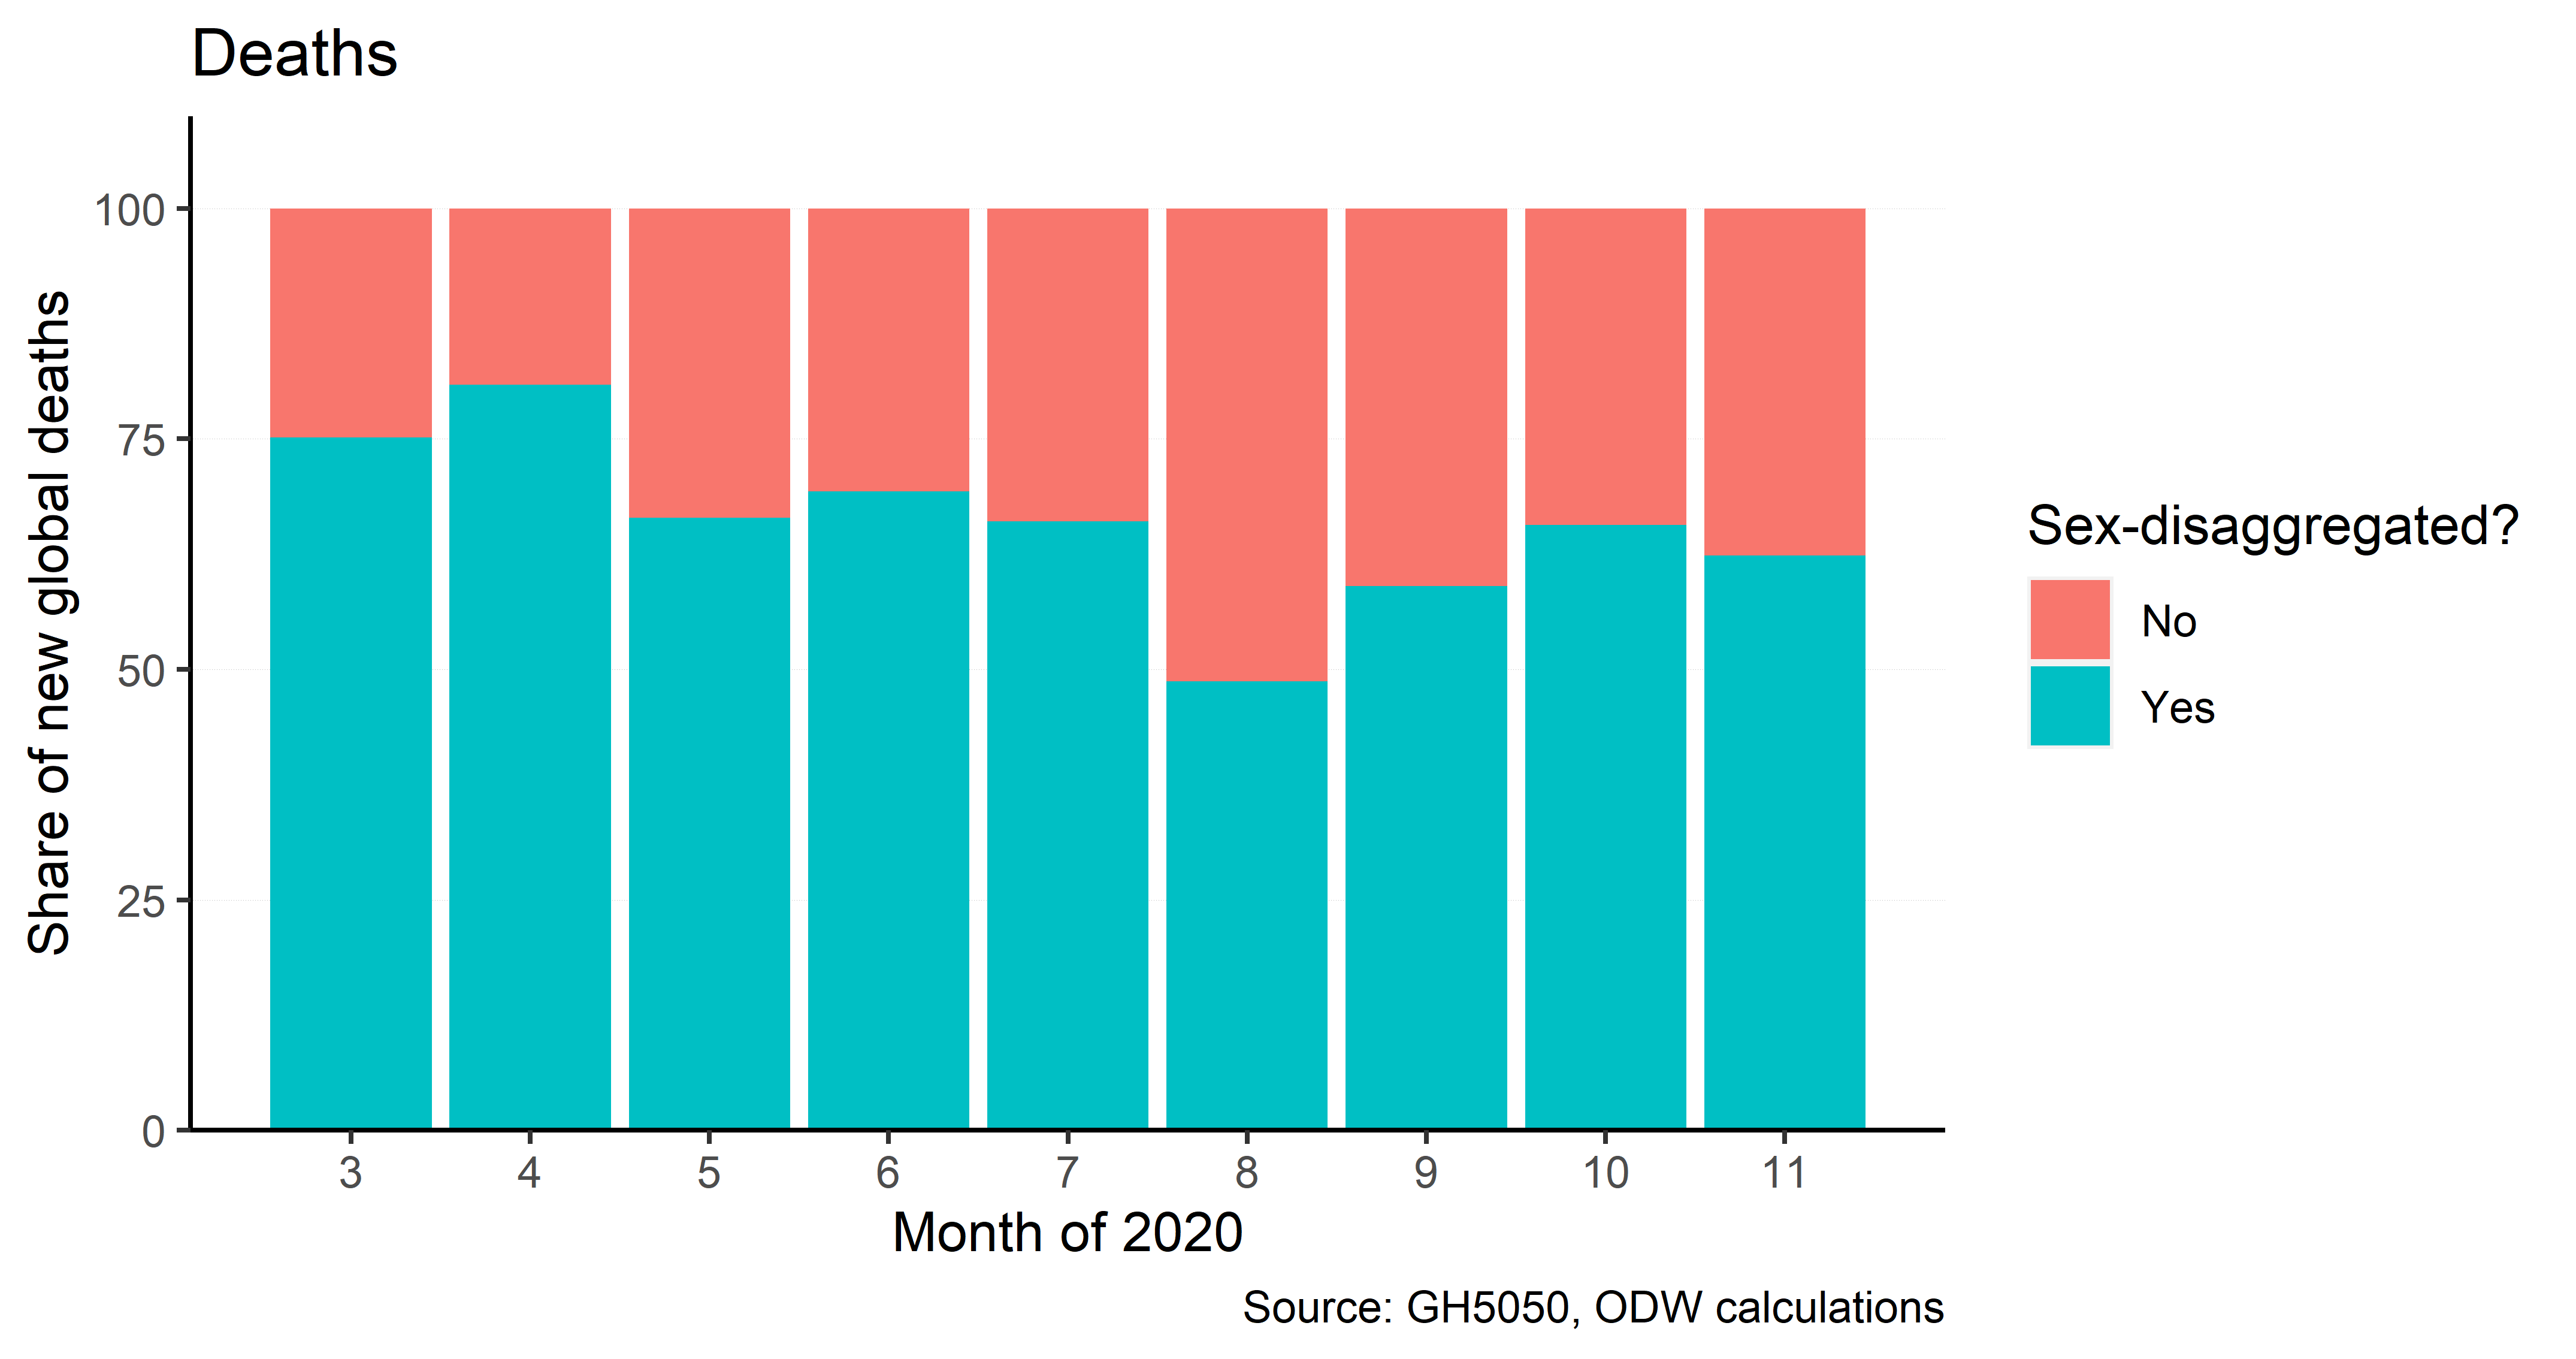 Deaths
Share of new global deaths
100
75
50
25
0
3 4 5 6 7 8 9 10 11
Month of 2020
Sex-disaggregated?
No
Yes
Source: GH5050, ODW calculations